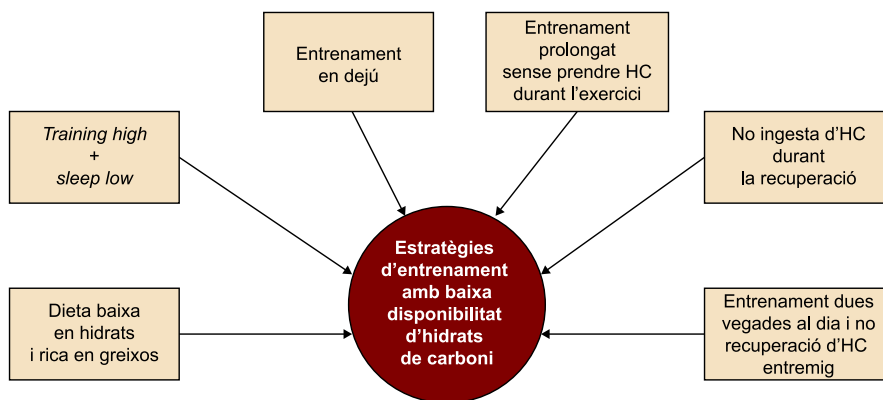 Entrenament
en dejú
Entrenament
prolongat
sense prendre HC
durant l'exercici
Training high
+
sleep low
No ingesta d'HC
durant
la recuperació
Estratègies
d'entrenament
amb baixa
disponibilitat
d'hidrats
de carboni
Dieta baixa
en hidrats
i rica en greixos
Entrenament dues
vegades al dia i no
recuperació d'HC
entremig